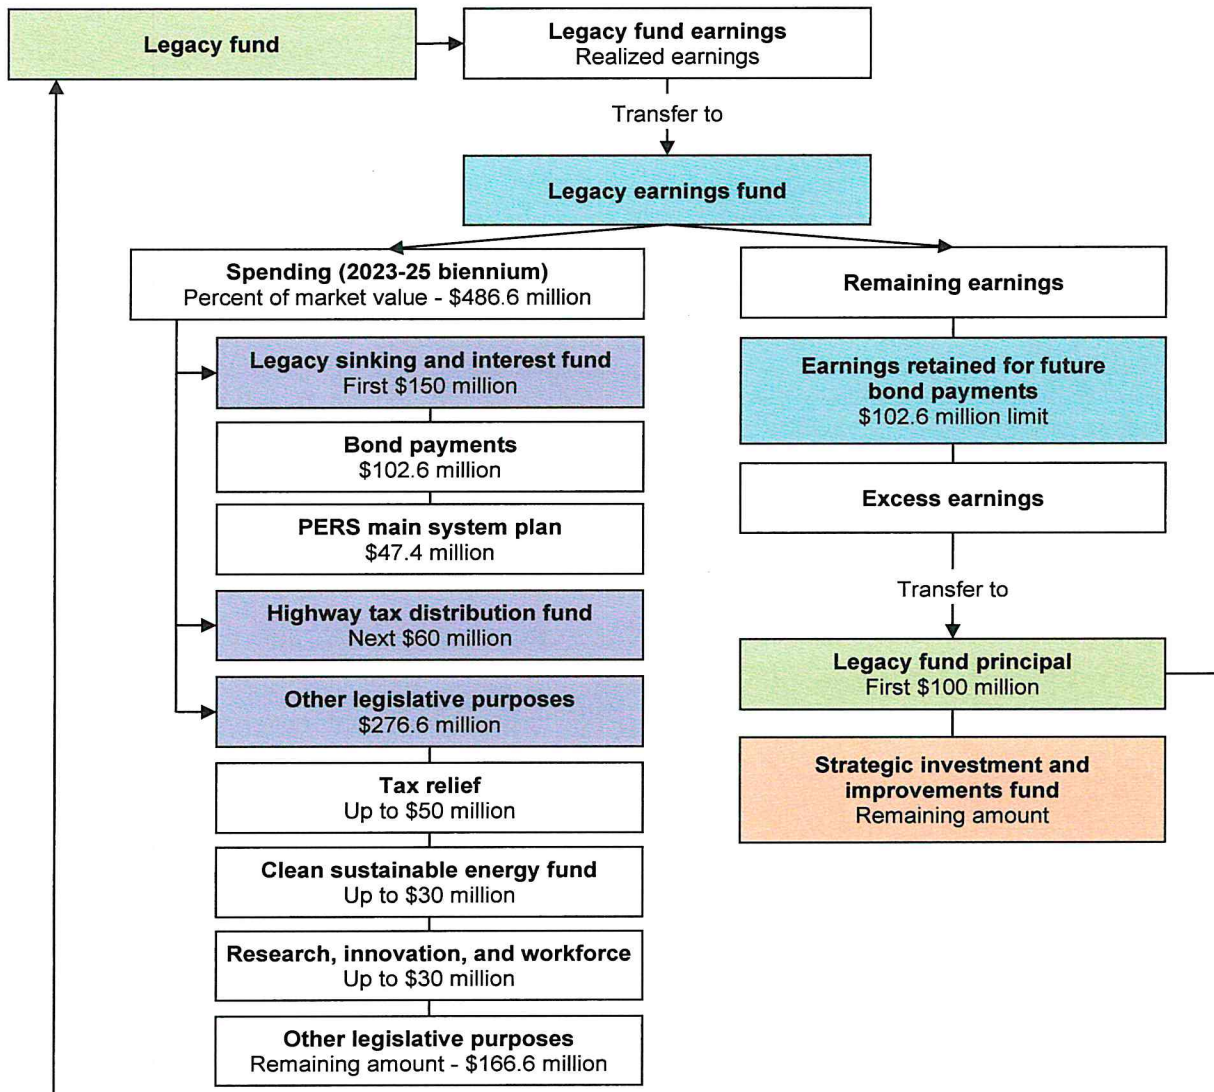 Legacy fund
Legacy fund earnings
Realized earnings
Transfer to
Legacy earnings fund
Spending (2023-25 biennium)
Percent of market value - $486.6 million
Legacy sinking and interest fund
First $150 million
Bond payments
$102.6 million
PERS main system plan
$47.4 million
Highway tax distribution fund
Next $60 million
Other legislative purposes
$276.6 million
Tax relief
Up to $50 million
Clean sustainable energy fund
Up to $30 million
Research, innovation, and workforce
Up to $30 million
Other legislative purposes
Remaining amount - $166.6 million
Remaining earnings
Earnings retained for future
bond payments
$102.6 million limit
Excess earnings
Transfer to
Legacy fund principal
First $100 million
Strategic investment and
improvements fund
Remaining amount